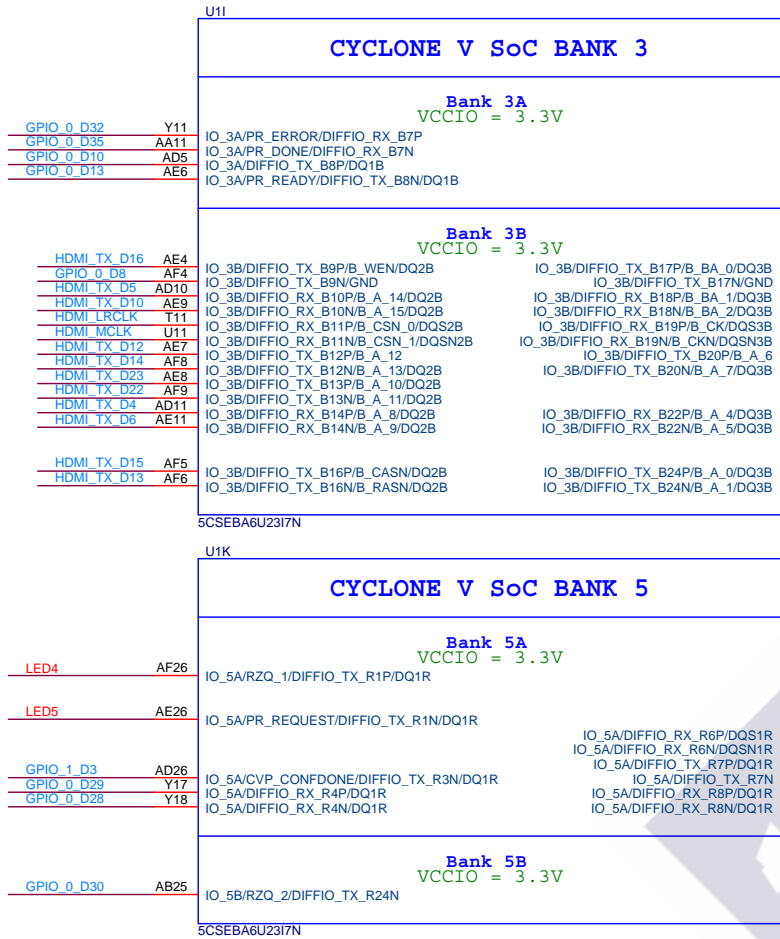 U1I
CYCLONE V SoC BANK 3
Bank 3A
VCCIO = 3.3V
GPIO_0_D32 Y11 IO_3A/PR_ERROR/DIFFIO_RX_B7P
GPIO_0_D35 AA11 IO_3A/PR_DONE/DIFFIO_RX_B7N
GPIO_0_D10 AD5 IO_3A/DIFFIO_TX_B8P/DQ1B
GPIO_0_D13 AE6 IO_3A/PR_READY/DIFFIO_TX_B8N/DQ1B
Bank 3B
VCCIO = 3.3V
HDMI_TX_D16 AE4 IO_3B/DIFFIO_TX_B9P/B_WEN/DQ2B IO_3B/DIFFIO_TX_B17P/B_BA_0/DQ3B
GPIO_0_D8 AF4 IO_3B/DIFFIO_TX_B9N/GND IO_3B/DIFFIO_TX_B17N/GND
HDMI_TX_D5 AD10 IO_3B/DIFFIO_RX_B10P/B_A_14/DQ2B IO_3B/DIFFIO_RX_B18P/B_BA_1/DQ3B
HDMI_TX_D10 AE9 IO_3B/DIFFIO_RX_B10N/B_A_15/DQ2B IO_3B/DIFFIO_RX_B18N/B_BA_2/DQ3B
HDMI_LRCLK T11 IO_3B/DIFFIO_RX_B11P/B_CSN_0/DQS2B IO_3B/DIFFIO_RX_B19P/B_CK/DQS3B
HDMI_MCLK U11 IO_3B/DIFFIO_RX_B11N/B_CSN_1/DQSN2B IO_3B/DIFFIO_RX_B19N/B_CKN/DQSN3B
HDMI_TX_D12 AE7 IO_3B/DIFFIO_TX_B12P/B_A_12 IO_3B/DIFFIO_TX_B20P/B_A_6
HDMI_TX_D14 AF8 IO_3B/DIFFIO_TX_B12N/B_A_13/DQ2B IO_3B/DIFFIO_TX_B20N/B_A_7/DQ3B
HDMI_TX_D23 AE8 IO_3B/DIFFIO_TX_B13P/B_A_10/DQ2B
HDMI_TX_D22 AF9 IO_3B/DIFFIO_TX_B13N/B_A_11/DQ2B
HDMI_TX_D4 AD11 IO_3B/DIFFIO_RX_B14P/B_A_8/DQ2B IO_3B/DIFFIO_RX_B22P/B_A_4/DQ3B
HDMI_TX_D6 AE11 IO_3B/DIFFIO_RX_B14N/B_A_9/DQ2B IO_3B/DIFFIO_RX_B22N/B_A_5/DQ3B
HDMI_TX_D15 AF5 IO_3B/DIFFIO_TX_B16P/B_CASN/DQ2B IO_3B/DIFFIO_TX_B24P/B_A_0/DQ3B
HDMI_TX_D13 AF6 IO_3B/DIFFIO_TX_B16N/B_RASN/DQ2B IO_3B/DIFFIO_TX_B24N/B_A_1/DQ3B
5CSEBA6U23I7N
U1K
CYCLONE V SoC BANK 5
Bank 5A
VCCIO = 3.3V
LED4 AF26 IO_5A/RZQ_1/DIFFIO_TX_R1P/DQ1R
LED5 AE26 IO_5A/PR_REQUEST/DIFFIO_TX_R1N/DQ1R
IO_5A/DIFFIO_RX_R6P/DQS1R
IO_5A/DIFFIO_RX_R6N/DQSN1R
IO_5A/DIFFIO_TX_R7P/DQ1R
GPIO_1_D3 AD26 IO_5A/CVP_CONFDONE/DIFFIO_TX_R3N/DQ1R IO_5A/DIFFIO_TX_R7N
GPIO_0_D29 Y17 IO_5A/DIFFIO_RX_R4P/DQ1R IO_5A/DIFFIO_RX_R8P/DQ1R
GPIO_0_D28 Y18 IO_5A/DIFFIO_RX_R4N/DQ1R IO_5A/DIFFIO_RX_R8N/DQ1R
Bank 5B
VCCIO = 3.3V
GPIO_0_D30 AB25 IO_5B/RZQ_2/DIFFIO_TX_R24N
5CSEBA6U23I7N